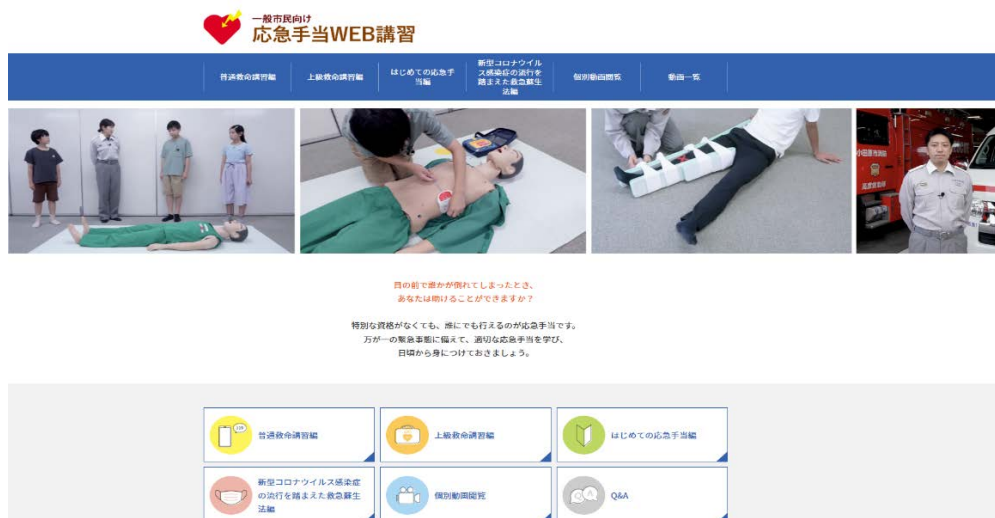 一般市民向け
応急手当WEB講習
普通救命講習編
上級救命講習編
はじめての応急手
当編
新型コロナウイル
ス感染症の流行を
踏まえた救急蘇生
法編
個別動画閲覧
動画一覧
小田原市消防
目の前で誰かが倒れてしまったとき、
あなたは助けることができますか？
特別な資格がなくても、誰にでも行えるのが応急手当です。
万が一の緊急事態に備えて、適切な応急手当を学び、
日頃から身につけておきましょう。
普通救命講習編
上級救命講習編
はじめての応急手当編
新型コロナウイルス感染症
の流行を踏まえた救急蘇生
法編
個別動画閲覧
Q&A